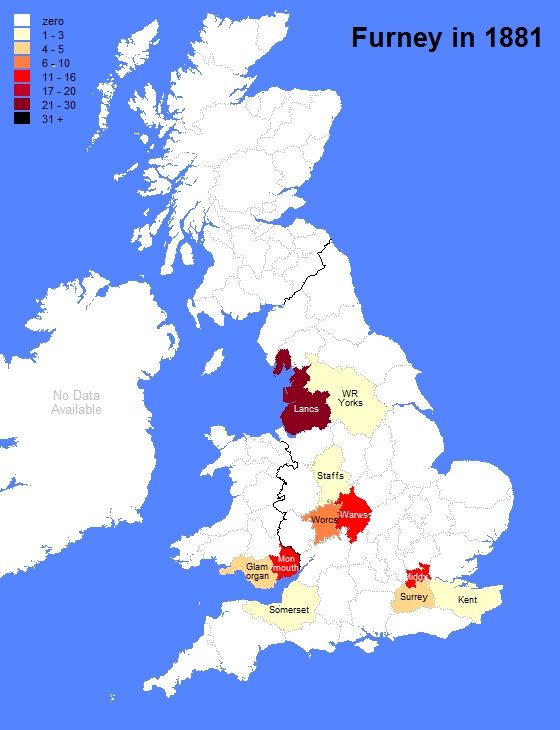 Furney in 1881
zero
1 - 3
4 - 5
6 - 10
11 - 16
17 - 20
21 - 30
31 +
No Data
Available
WR
Yorks
Lancs
Staffs
Worcs
Warws
Mon
mouth
Glam
organ
Middx
Surrey
Kent
Somerset